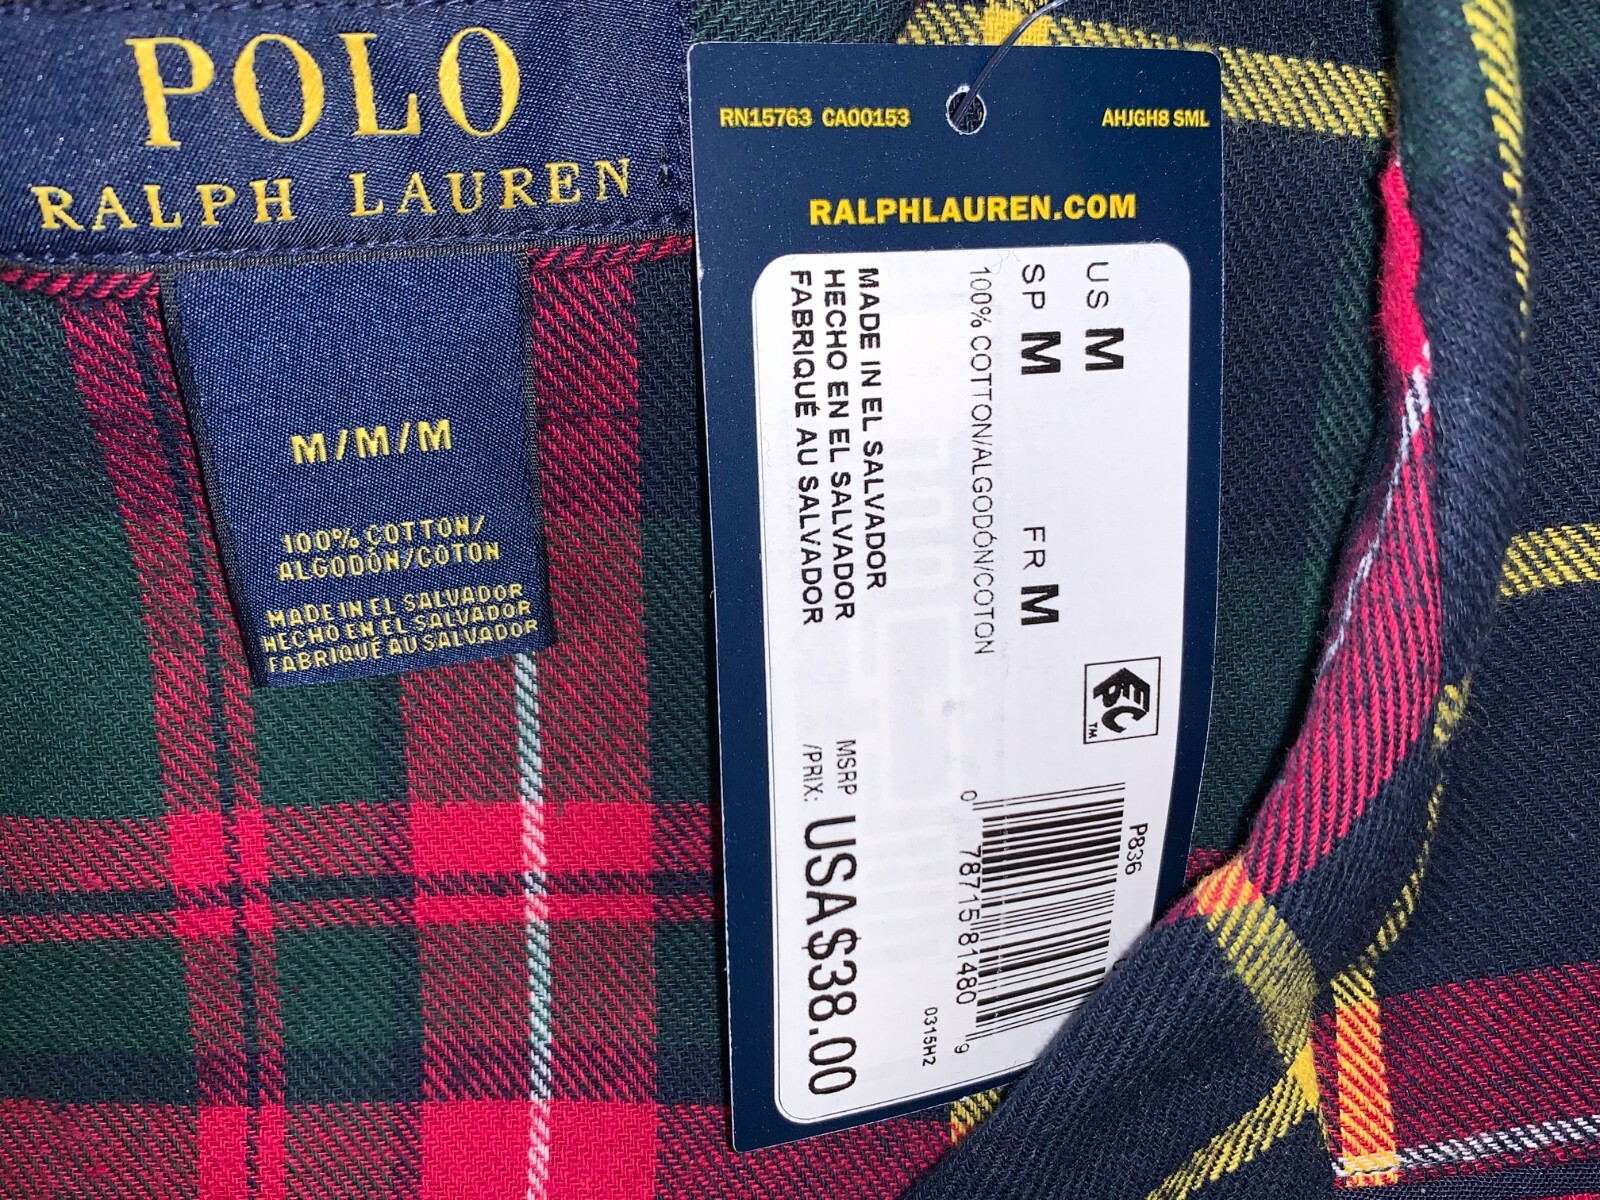 POLO
RALPH LAUREN
M/M/M
100% COTTON/
ALGODÓN/COTON
MADE IN EL SALVADOR
HECHO EN EL SALVADOR
FABRIQUÉ AU SALVADOR
RN15763 CA00153
AHJGH8 SML
RALPHLAUREN.COM
US M
SP M FR M
100% COTTON/ALGODÓN/COTON
MADE IN EL SALVADOR
HECHO EN EL SALVADOR
FABRIQUÉ AU SALVADOR
EPC
TM
P836
0 78715 81480 9
0315H2
MSRP
/PRIX: USA$38.00